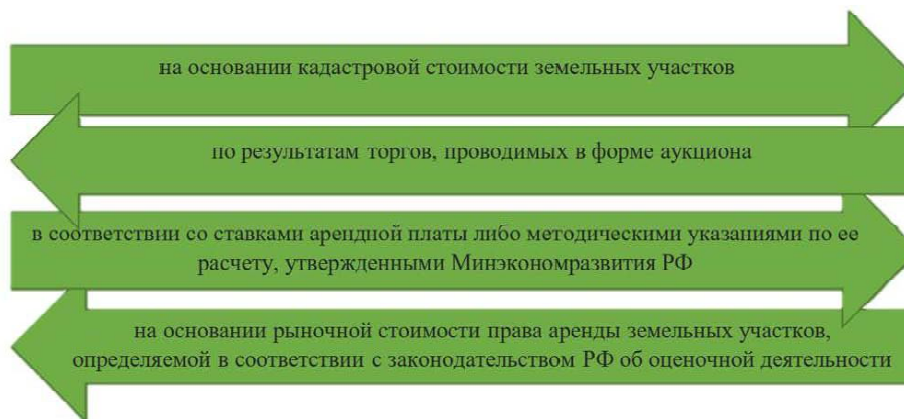 на основании кадастровой стоимости земельных участков
по результатам торгов, проводимых в форме аукциона
в соответствии со ставками арендной платы либо методическими указаниями по ее
расчету, утвержденными Минэкономразвития РФ
на основании рыночной стоимости права аренды земельных участков,
определяемой в соответствии с законодательством РФ об оценочной деятельности